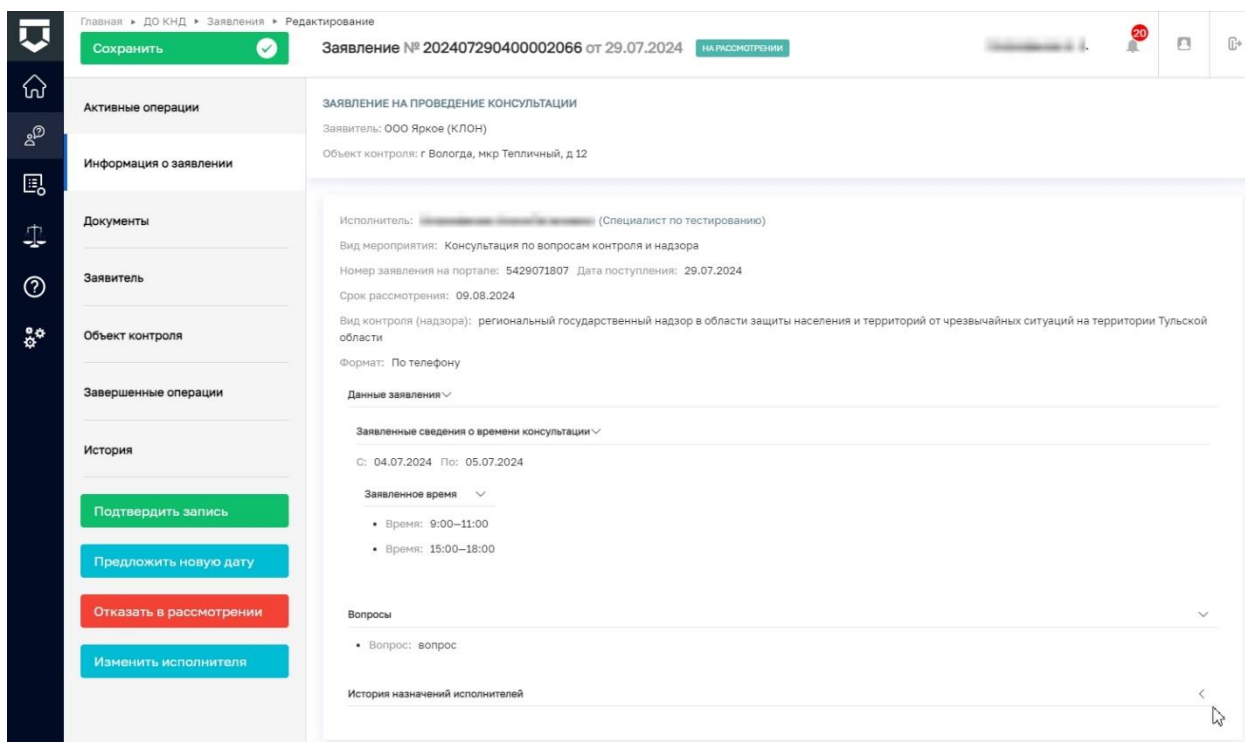 Главная ▸ ДО КНД ▸ Заявления ▸ Редактирование
Сохранить
Заявление № 202407290400002066 от 29.07.2024 НА РАССМОТРЕНИИ
20
Активные операции
Информация о заявлении
Документы
Заявитель
Объект контроля
Завершенные операции
История
Подтвердить запись
Предложить новую дату
Отказать в рассмотрении
Изменить исполнителя
ЗАЯВЛЕНИЕ НА ПРОВЕДЕНИЕ КОНСУЛЬТАЦИИ
Заявитель: ООО Яркое (КЛОН)
Объект контроля: г Вологда, мкр Тепличный, д 12
Исполнитель: (Специалист по тестированию)
Вид мероприятия: Консультация по вопросам контроля и надзора
Номер заявления на портале: 5429071807 Дата поступления: 29.07.2024
Срок рассмотрения: 09.08.2024
Вид контроля (надзора): региональный государственный надзор в области защиты населения и территорий от чрезвычайных ситуаций на территории Тульской
области
Формат: По телефону
Данные заявления
Заявленные сведения о времени консультации
С: 04.07.2024 По: 05.07.2024
Заявленное время
• Время: 9:00—11:00
• Время: 15:00—18:00
Вопросы
• Вопрос: вопрос
История назначений исполнителей